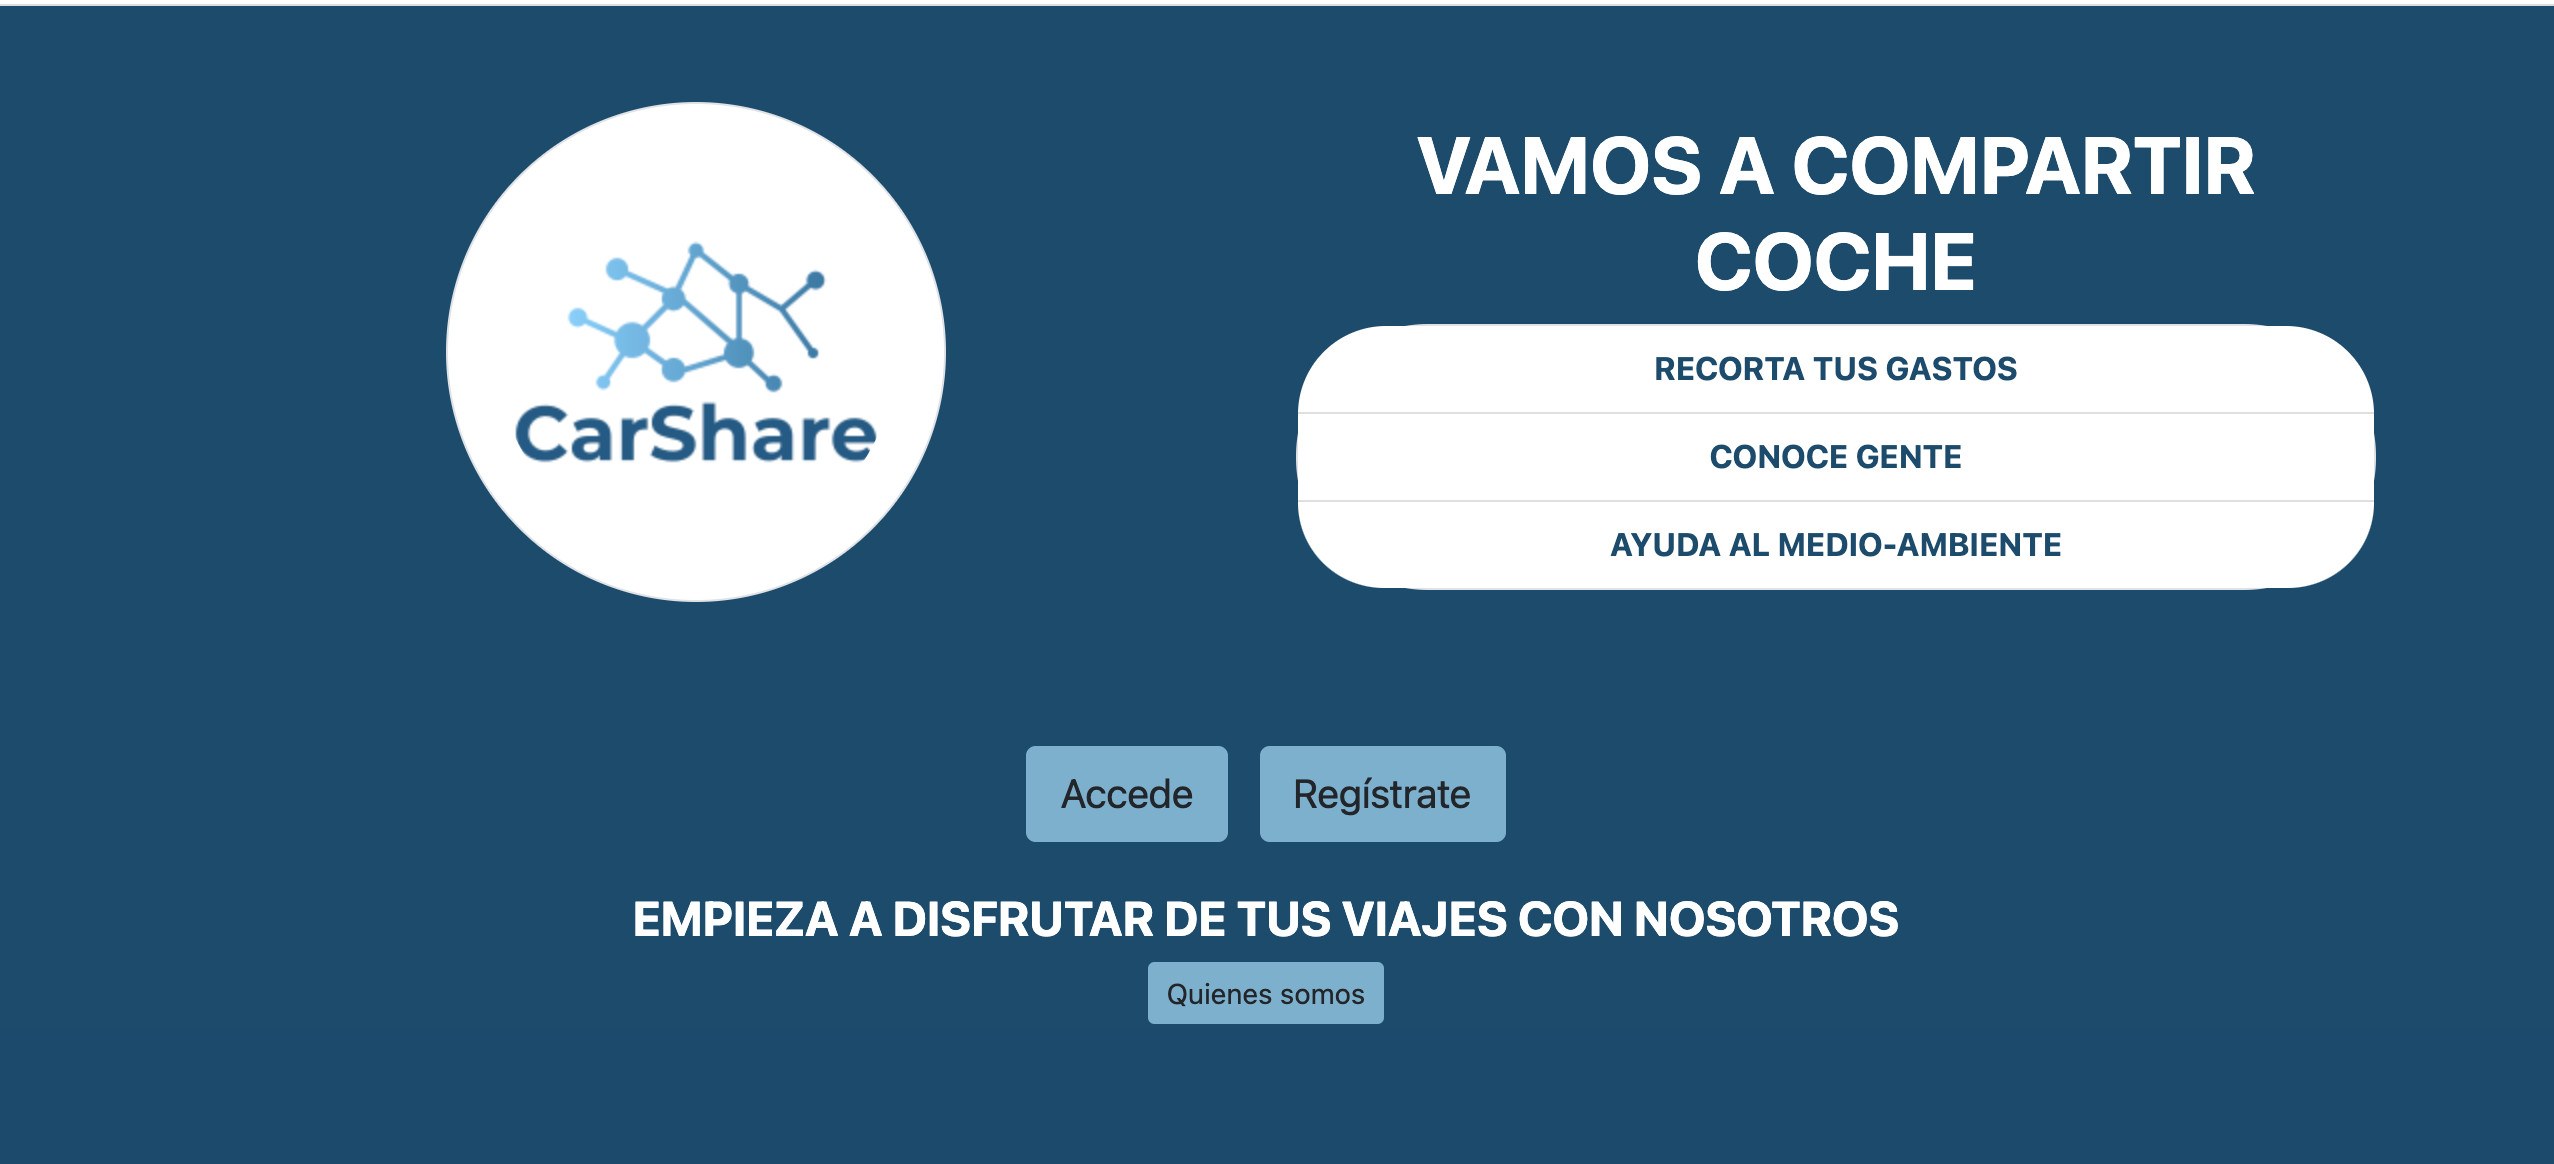 CarShare
VAMOS A COMPARTIR
COCHE
RECORTA TUS GASTOS
CONOCE GENTE
AYUDA AL MEDIO-AMBIENTE
Accede
Regístrate
EMPIEZA A DISFRUTAR DE TUS VIAJES CON NOSOTROS
Quienes somos